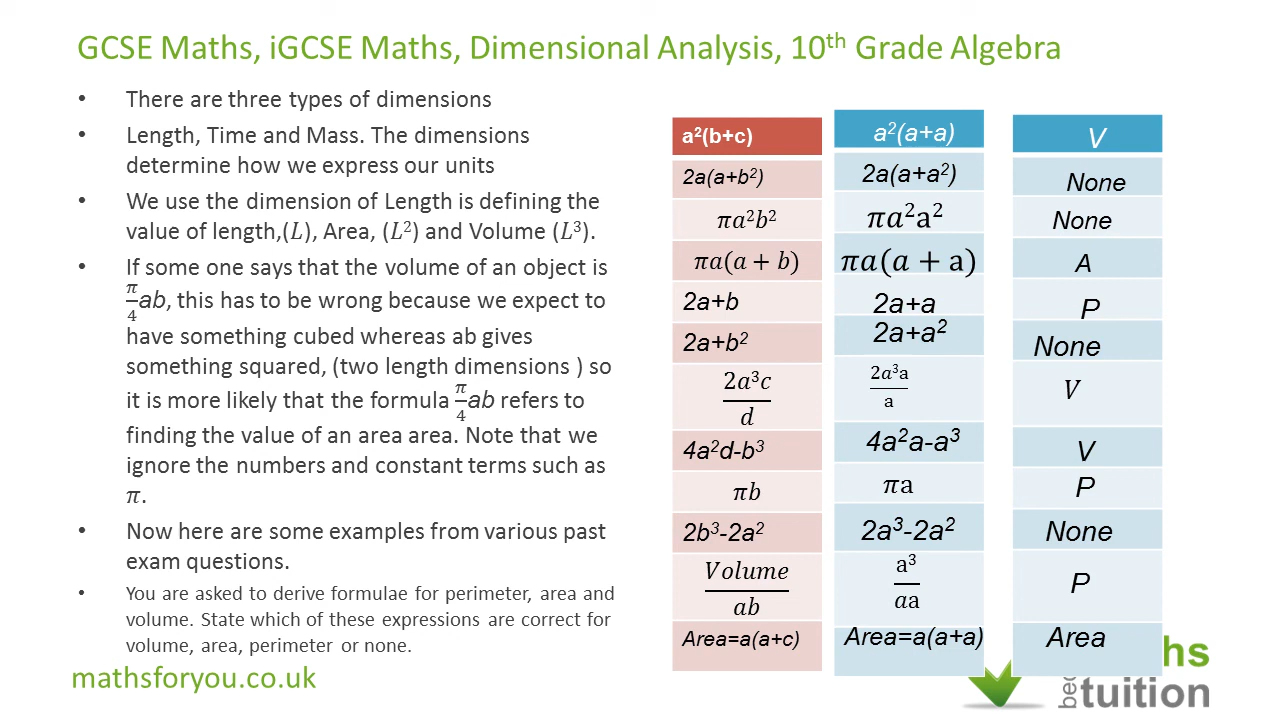 GCSE Maths, iGCSE Maths, Dimensional Analysis, 10th Grade Algebra
• There are three types of dimensions
• Length, Time and Mass. The dimensions
determine how we express our units
• We use the dimension of Length is defining the
value of length,(L), Area, (L²) and Volume (L³).
• If some one says that the volume of an object is
π/4 ab, this has to be wrong because we expect to
have something cubed whereas ab gives
something squared, (two length dimensions ) so
it is more likely that the formula π/4 ab refers to
finding the value of an area area. Note that we
ignore the numbers and constant terms such as
π.
• Now here are some examples from various past
exam questions.
• You are asked to derive formulae for perimeter, area and
volume. State which of these expressions are correct for
volume, area, perimeter or none.
mathsforyou.co.uk
a²(b+c) a²(a+a) V
2a(a+b²) 2a(a+a²) None
πa²b² πa²a² None
πa(a + b) πa(a + a) A
2a+b 2a+a P
2a+b² 2a+a² None
2a³c/d 2a³a/a V
4a²d-b³ 4a²a-a³ V
πb πa P
2b³-2a² 2a³-2a² None
Volume/ab a³/aa P
Area=a(a+c) Area=a(a+a) Area
hs
bec
tuition